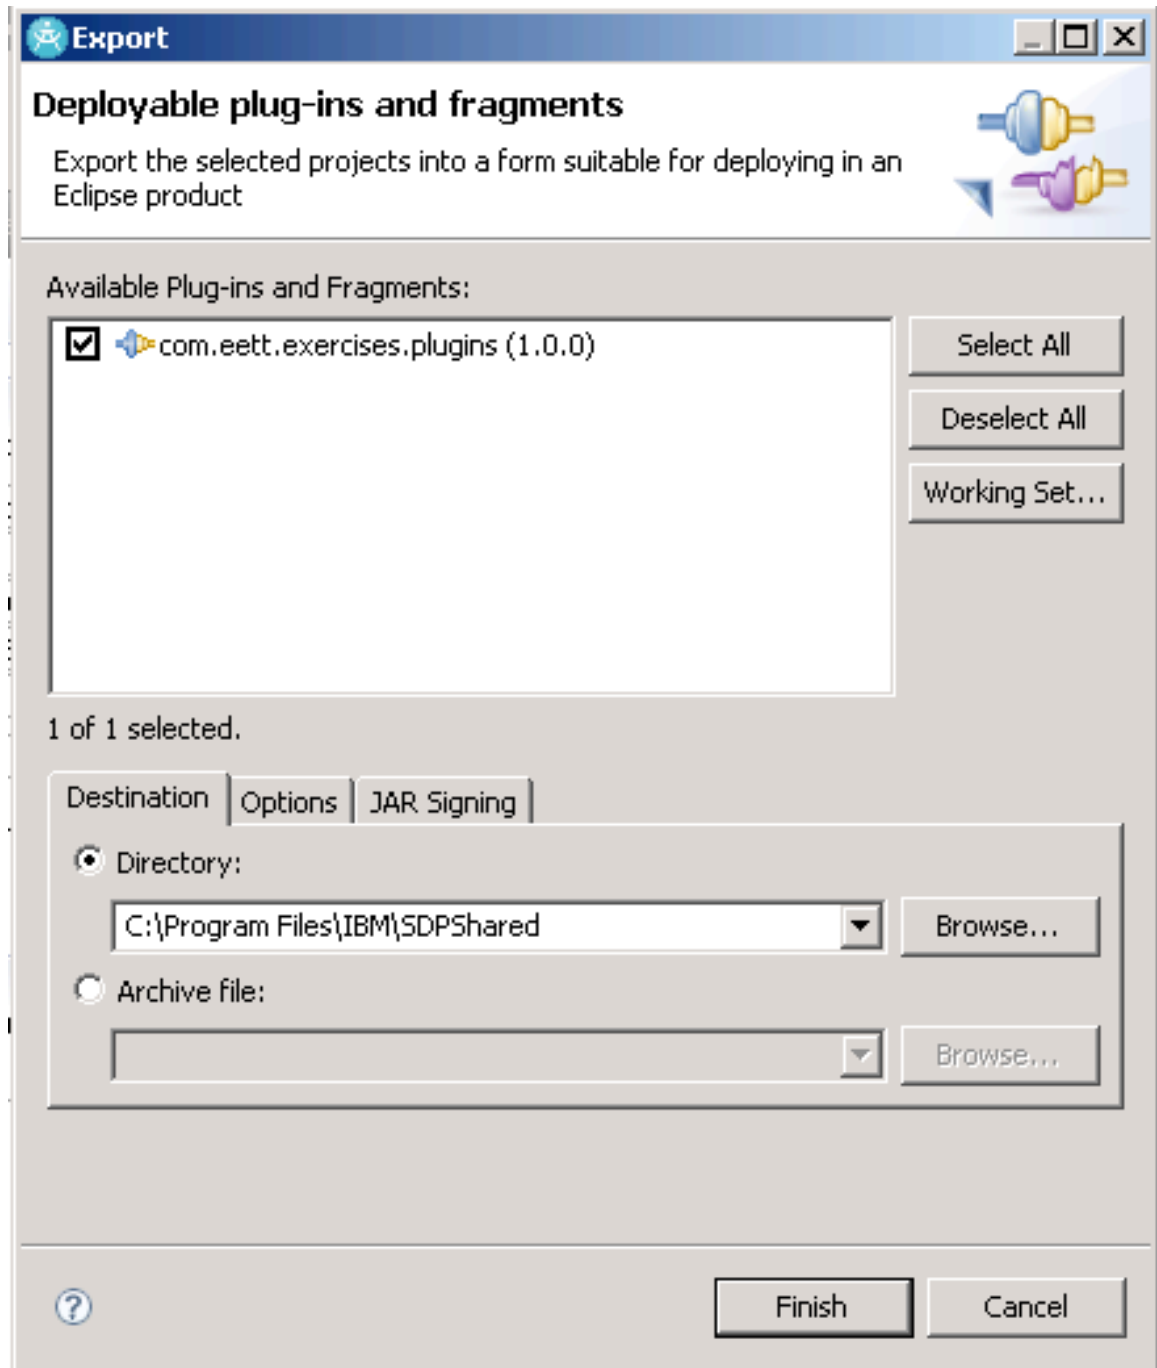 Export
Deployable plug-ins and fragments
Export the selected projects into a form suitable for deploying in an
Eclipse product
Available Plug-ins and Fragments:
com.eett.exercises.plugins (1.0.0)
Select All
Deselect All
Working Set...
1 of 1 selected.
Destination Options JAR Signing
Directory:
C:\Program Files\IBM\SDPShared Browse...
Archive file:
Browse...
? Finish Cancel